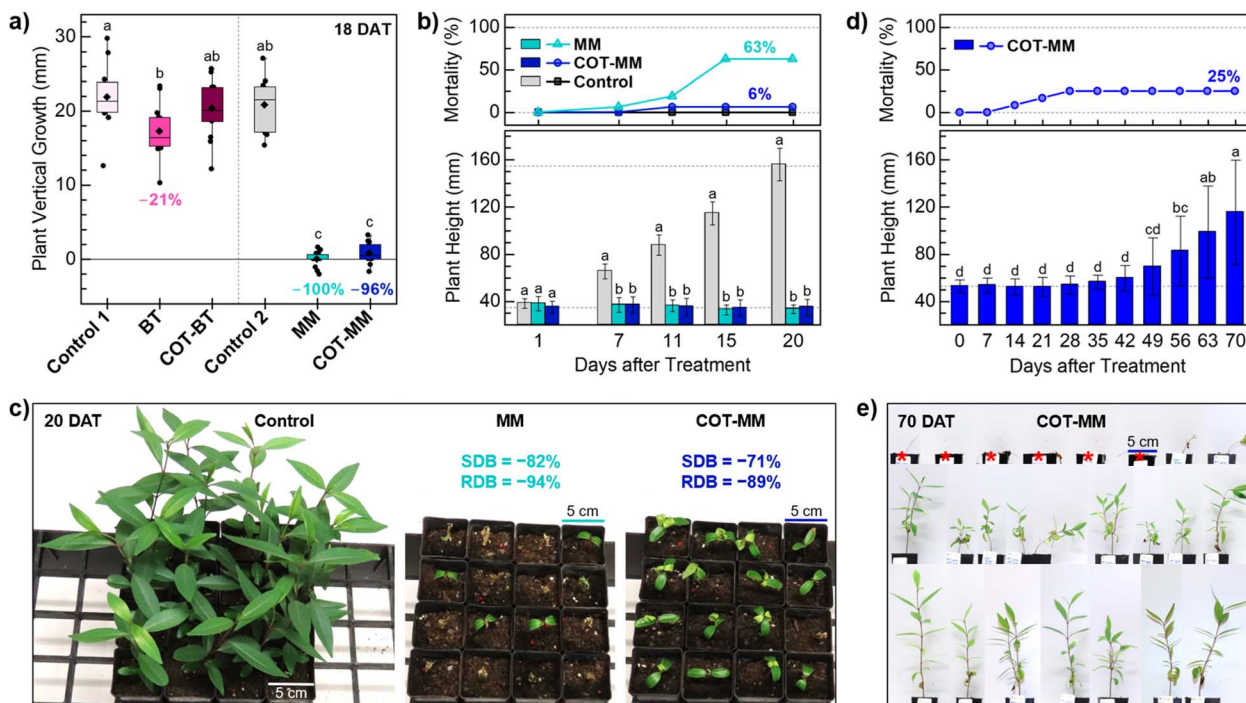 a)
18 DAT
Plant Vertical Growth (mm)
30
20
10
0
a
b
ab
ab
c
c
−21%
−100%
−96%
Control 1
BT
COT-BT
Control 2
MM
COT-MM
b)
Mortality (%)
100
50
0
MM
COT-MM
Control
63%
6%
Plant Height (mm)
160
120
80
40
a a a
a b b
a b b
a b b
a b b
1 7 11 15 20
Days after Treatment
d)
Mortality (%)
100
50
0
COT-MM
25%
Plant Height (mm)
160
120
80
40
d d d d d d d cd bc ab a
0 7 14 21 28 35 42 49 56 63 70
Days after Treatment
c)
20 DAT
Control
5 cm
MM
SDB = −82%
RDB = −94%
5 cm
COT-MM
SDB = −71%
RDB = −89%
5 cm
e)
70 DAT
COT-MM
5 cm